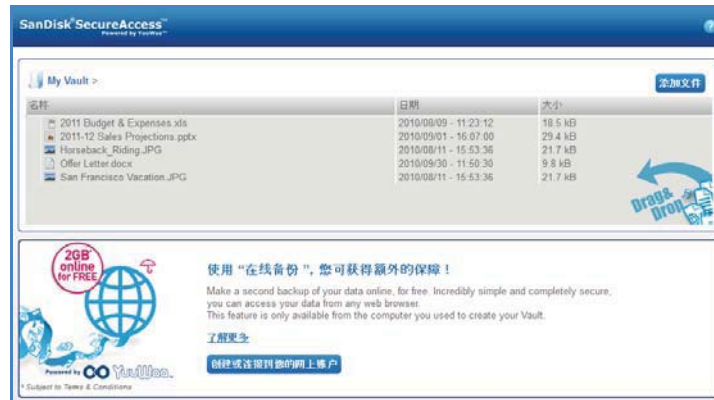 SanDisk® SecureAccess™
Powered by YuuWaa™
My Vault >
添加文件
名称 日期 大小
2011 Budget & Expenses.xls 2010/08/09 - 11:23:12 18.5 kB
2011-12 Sales Projections.pptx 2010/09/01 - 16:07:00 29.4 kB
Horseback_Riding.JPG 2010/08/11 - 15:53:36 21.7 kB
Offer Letter.docx 2010/09/30 - 11:50:30 9.8 kB
San Francisco Vacation.JPG 2010/08/11 - 15:53:36 21.7 kB
Drag&
Drop
2GB*
online
for FREE
使用 “在线备份 ”, 您可获得额外的保障！
Make a second backup of your data online, for free. Incredibly simple and completely secure,
you can access your data from any web browser.
This feature is only available from the computer you used to create your Vault.
了解更多
创建或连接到您的网上账户
Powered by YuuWaa.
* Subject to Terms & Conditions